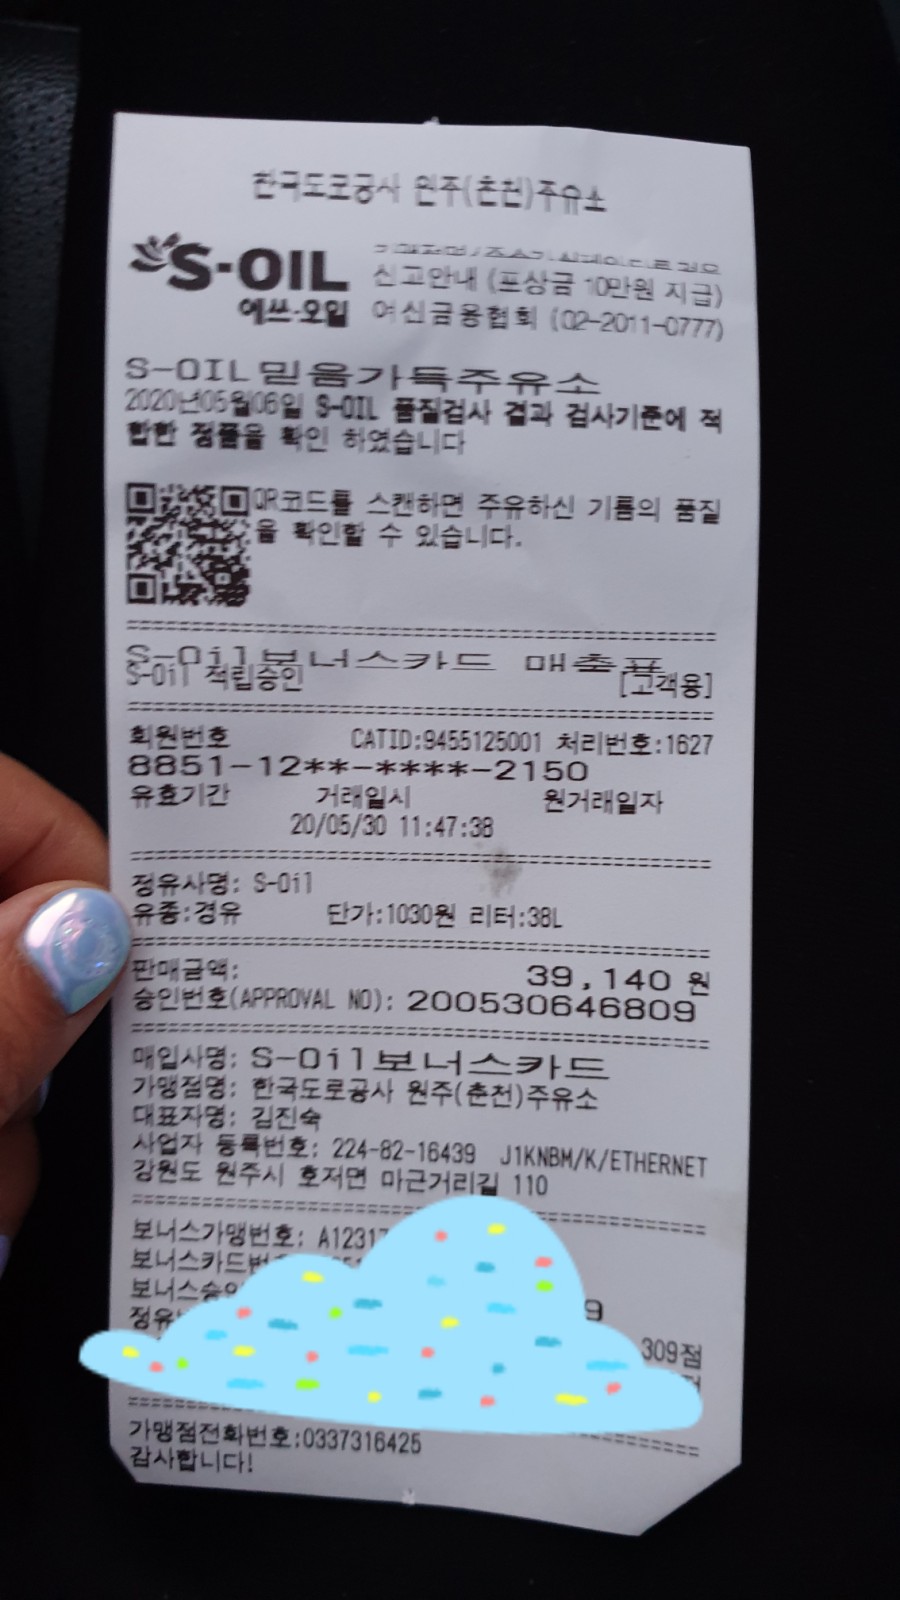 한국도로공사 원주(춘천)주유소
S-OIL
에쓰-오일
신고안내 (포상금 10만원 지급)
여신금융협회 (02-2011-0777)
S-OIL믿음가득주유소
2020년05월06일 S-OIL 품질검사 결과 검사기준에 적
합한 정품을 확인 하였습니다
QR코드를 스캔하면 주유하신 기름의 품질
을 확인할 수 있습니다.
S-Oil보너스카드 매출표
S-Oil 적립승인 [고객용]
회원번호 CATID:9455125001 처리번호:1627
8851-12**-****-2150
유효기간 거래일시 원거래일자
20/05/30 11:47:38
정유사명: S-Oil
유종:경유 단가:1030원 리터:38L
판매금액: 39,140 원
승인번호(APPROVAL NO): 200530646809
매입사명: S-Oil보너스카드
가맹점명: 한국도로공사 원주(춘천)주유소
대표자명: 김진숙
사업자 등록번호: 224-82-16439 J1KNBM/K/ETHERNET
강원도 원주시 호저면 마근거리길 110
보너스가맹번호: A1231
309점
가맹점전화번호:0337316425
감사합니다!